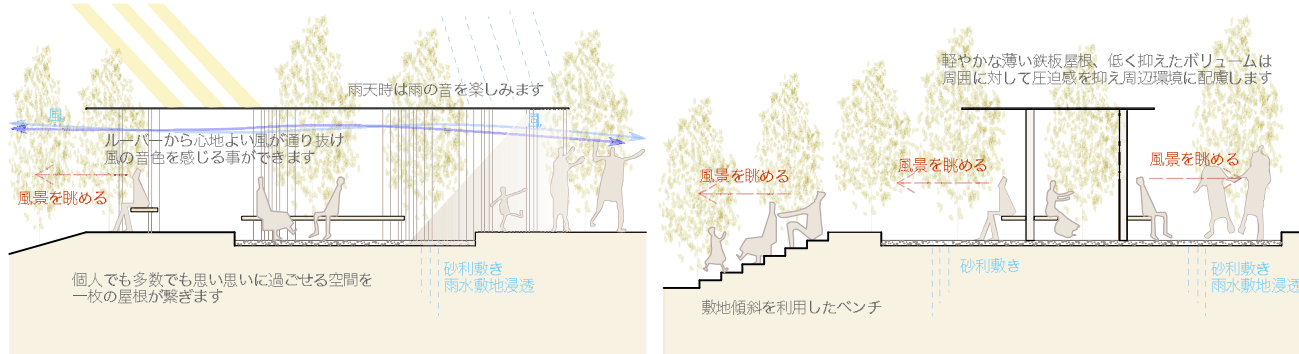 雨天時は雨の音を楽しみます
風
風
ルーバーから心地よい風が通り抜け
風の音色を感じる事ができます
風景を眺める
砂利敷き
雨水敷地浸透
個人でも多数でも思い思いに過ごせる空間を
一枚の屋根が繋ぎます
軽やかな薄い鉄板屋根、低く抑えたボリュームは
周囲に対して圧迫感を抑え周辺環境に配慮します
風景を眺める
風景を眺める
風景を眺める
砂利敷き
砂利敷き
雨水敷地浸透
敷地傾斜を利用したベンチ